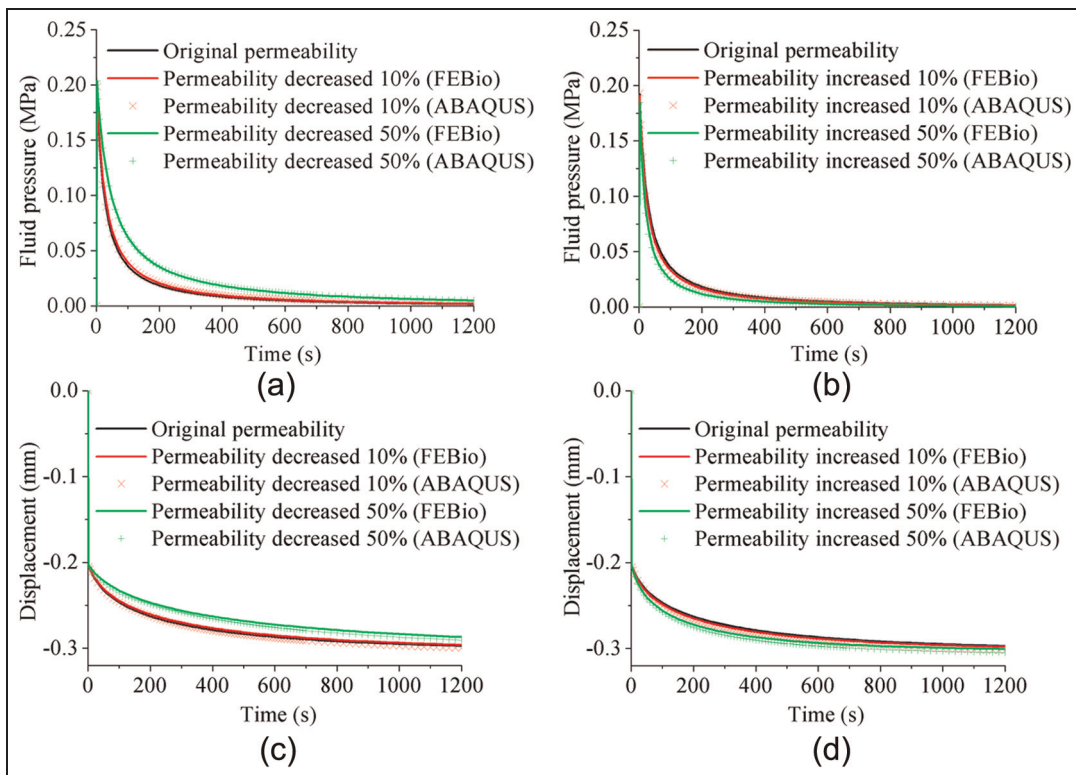 0.25
0.20
0.15
0.10
0.05
0.00
Fluid pressure (MPa)
Original permeability
Permeability decreased 10% (FEBio)
Permeability decreased 10% (ABAQUS)
Permeability decreased 50% (FEBio)
Permeability decreased 50% (ABAQUS)
0 200 400 600 800 1000 1200
Time (s)
(a)
0.25
0.20
0.15
0.10
0.05
0.00
Fluid pressure (MPa)
Original permeability
Permeability increased 10% (FEBio)
Permeability increased 10% (ABAQUS)
Permeability increased 50% (FEBio)
Permeability increased 50% (ABAQUS)
0 200 400 600 800 1000 1200
Time (s)
(b)
0.0
-0.1
-0.2
-0.3
Displacement (mm)
Original permeability
Permeability decreased 10% (FEBio)
Permeability decreased 10% (ABAQUS)
Permeability decreased 50% (FEBio)
Permeability decreased 50% (ABAQUS)
0 200 400 600 800 1000 1200
Time (s)
(c)
0.0
-0.1
-0.2
-0.3
Displacement (mm)
Original permeability
Permeability increased 10% (FEBio)
Permeability increased 10% (ABAQUS)
Permeability increased 50% (FEBio)
Permeability increased 50% (ABAQUS)
0 200 400 600 800 1000 1200
Time (s)
(d)